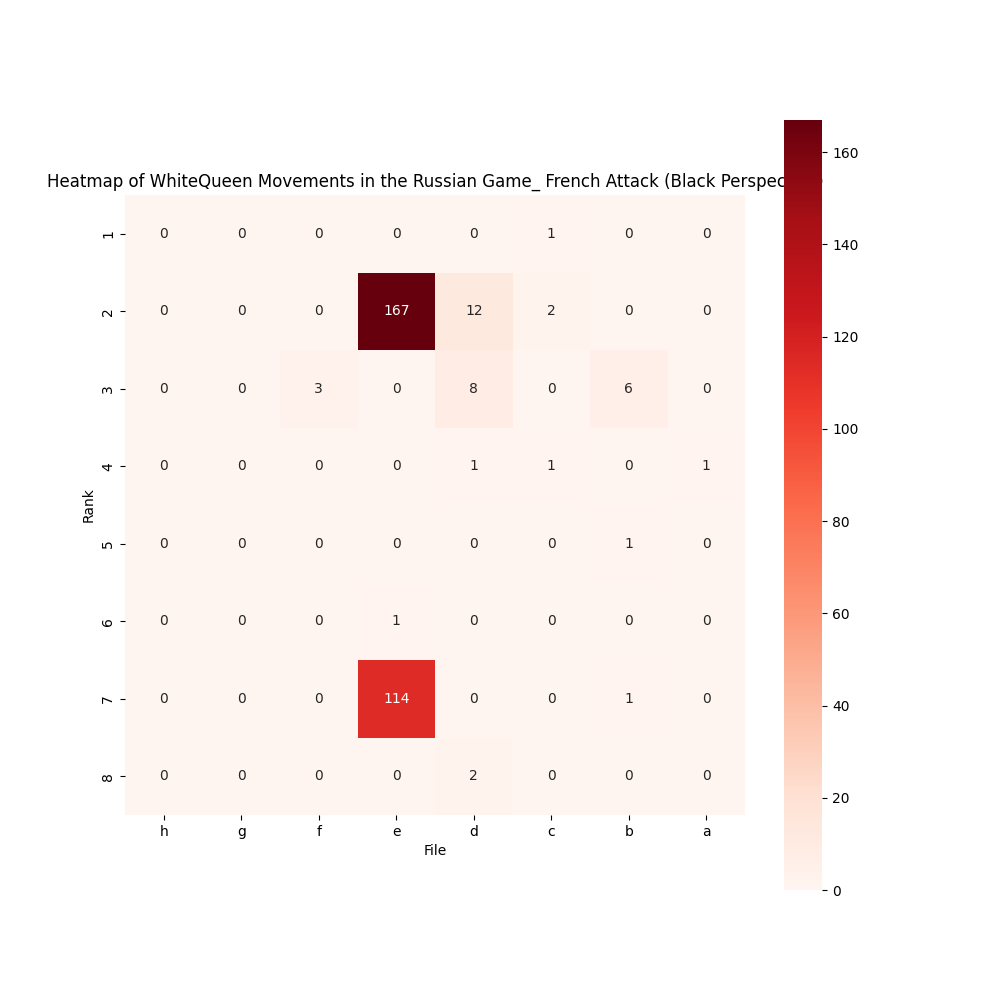 Heatmap of WhiteQueen Movements in the Russian Game_ French Attack (Black Perspec
1 0 0 0 0 0 1 0 0
2 0 0 0 167 12 2 0 0
3 0 0 3 0 8 0 6 0
4 0 0 0 0 1 1 0 1
5 0 0 0 0 0 0 1 0
6 0 0 0 1 0 0 0 0
7 0 0 0 114 0 0 1 0
8 0 0 0 0 2 0 0 0
h g f e d c b a
File
Rank
160
140
120
100
80
60
40
20
0